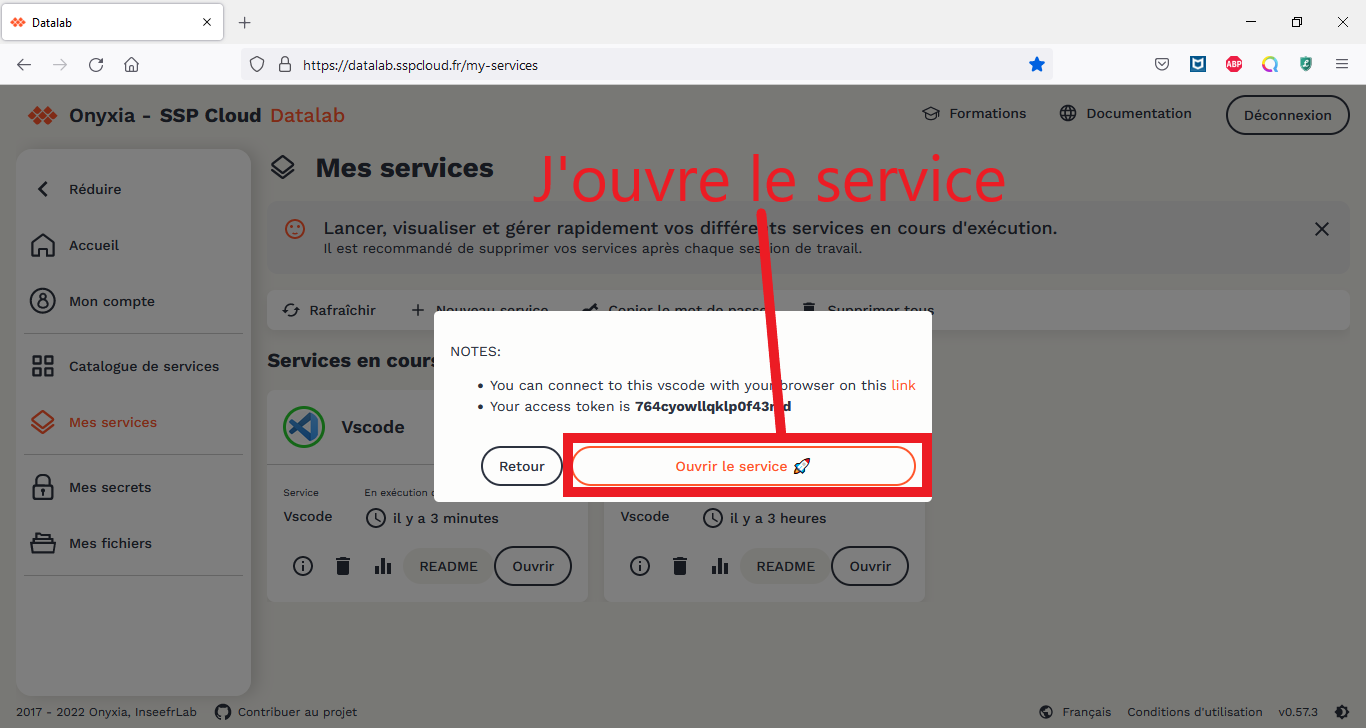 Datalab
https://datalab.sspcloud.fr/my-services
ABP
Onyxia - SSP Cloud Datalab
Formations
Documentation
Déconnexion
Réduire
Accueil
Mon compte
Catalogue de services
Mes services
Mes secrets
Mes fichiers
Mes services
J'ouvre le service
Lancer, visualiser et gérer rapidement vos différents services en cours d'exécution.
Il est recommandé de supprimer vos services après chaque session de travail.
Rafraîchir
Nouveau service
Copier le mot de passe
Supprimer tous
Services en cours
NOTES:
You can connect to this vscode with your browser on this link
Your access token is
Retour
Ouvrir le service
Vscode
Service
En exécution
Vscode
il y a 3 minutes
README
Ouvrir
Vscode
il y a 3 heures
README
Ouvrir
2017 - 2022 Onyxia, InseefrLab
Contribuer au projet
Français
Conditions d'utilisation
v0.57.3